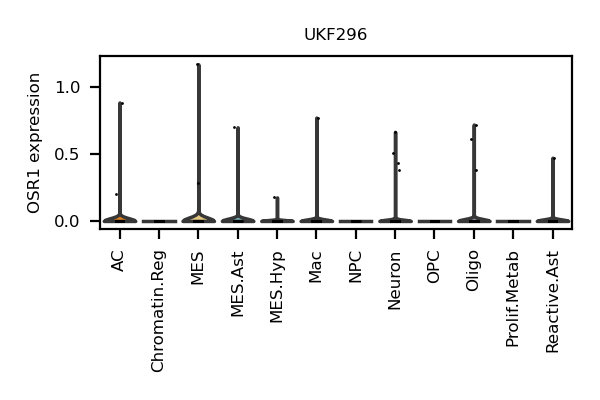 UKF296
OSR1 expression
1.0
0.5
0.0
AC
Chromatin.Reg
MES
MES.Ast
MES.Hyp
Mac
NPC
Neuron
OPC
Oligo
Prolif.Metab
Reactive.Ast